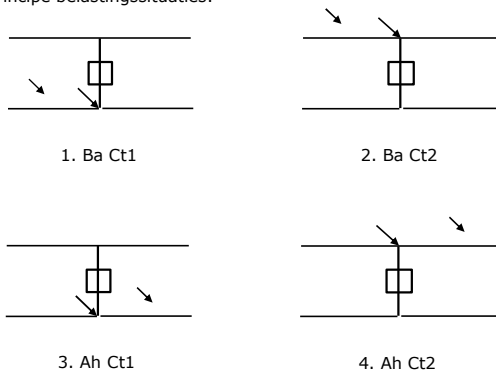 incipe belastingssituaties:
1. Ba Ct1
2. Ba Ct2
3. Ah Ct1
4. Ah Ct2